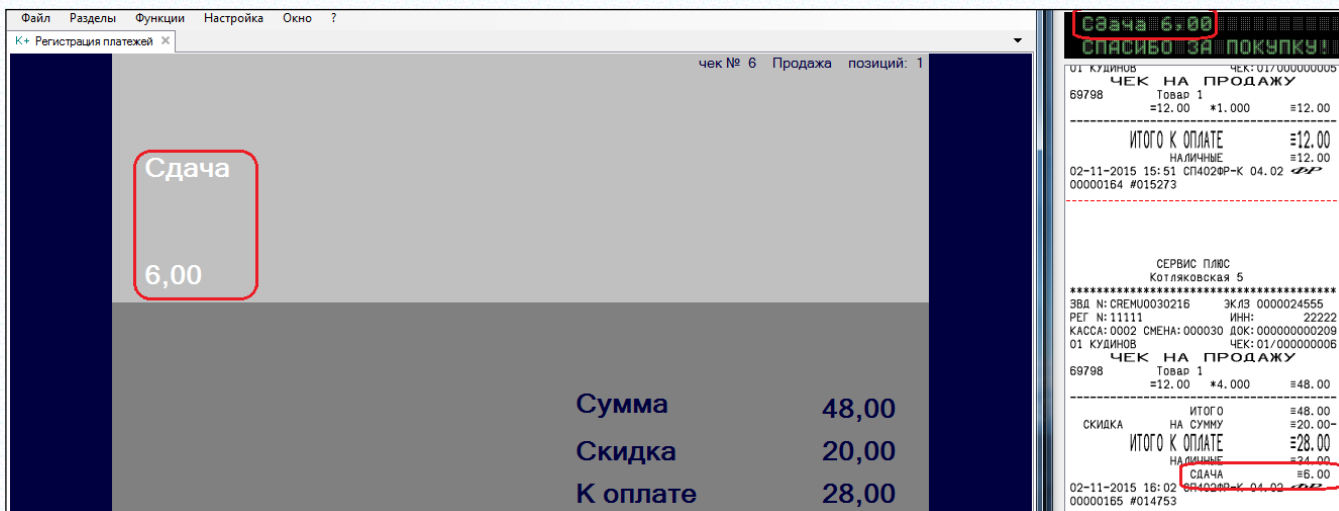 Файл Разделы Функции Настройка Окно ?
К+ Регистрация платежей
чек № 6 Продажа позиций: 1
Сдача
6,00
Сумма 48,00
Скидка 20,00
К оплате 28,00
Сдача 6,00
СПАСИБО ЗА ПОКУПКУ!
01 КУДИНОВ ЧЕК:01/000000005
ЧЕК НА ПРОДАЖУ
69798 Товар 1
=12.00 *1.000 ≡12.00
ИТОГО К ОПЛАТЕ ≡12.00
НАЛИЧНЫЕ ≡12.00
02-11-2015 15:51 СП402ФР-К 04.02 ФР
00000164 #015273
СЕРВИС ПЛЮС
Котляковская 5
****************************************
ЗВД N:CREMU0030216 ЭКЛЗ 0000024555
РЕГ N:11111 ИНН: 22222
КАССА:0002 СМЕНА:000030 ДОК:000000000209
01 КУДИНОВ ЧЕК:01/000000006
ЧЕК НА ПРОДАЖУ
69798 Товар 1
=12.00 *4.000 ≡48.00
ИТОГО ≡48.00
СКИДКА НА СУММУ ≡20.00-
ИТОГО К ОПЛАТЕ ≡28.00
НАЛИЧНЫЕ ≡34.00
СДАЧА ≡6.00
02-11-2015 16:02 СП402ФР-К 04.02 ФР
00000165 #014753